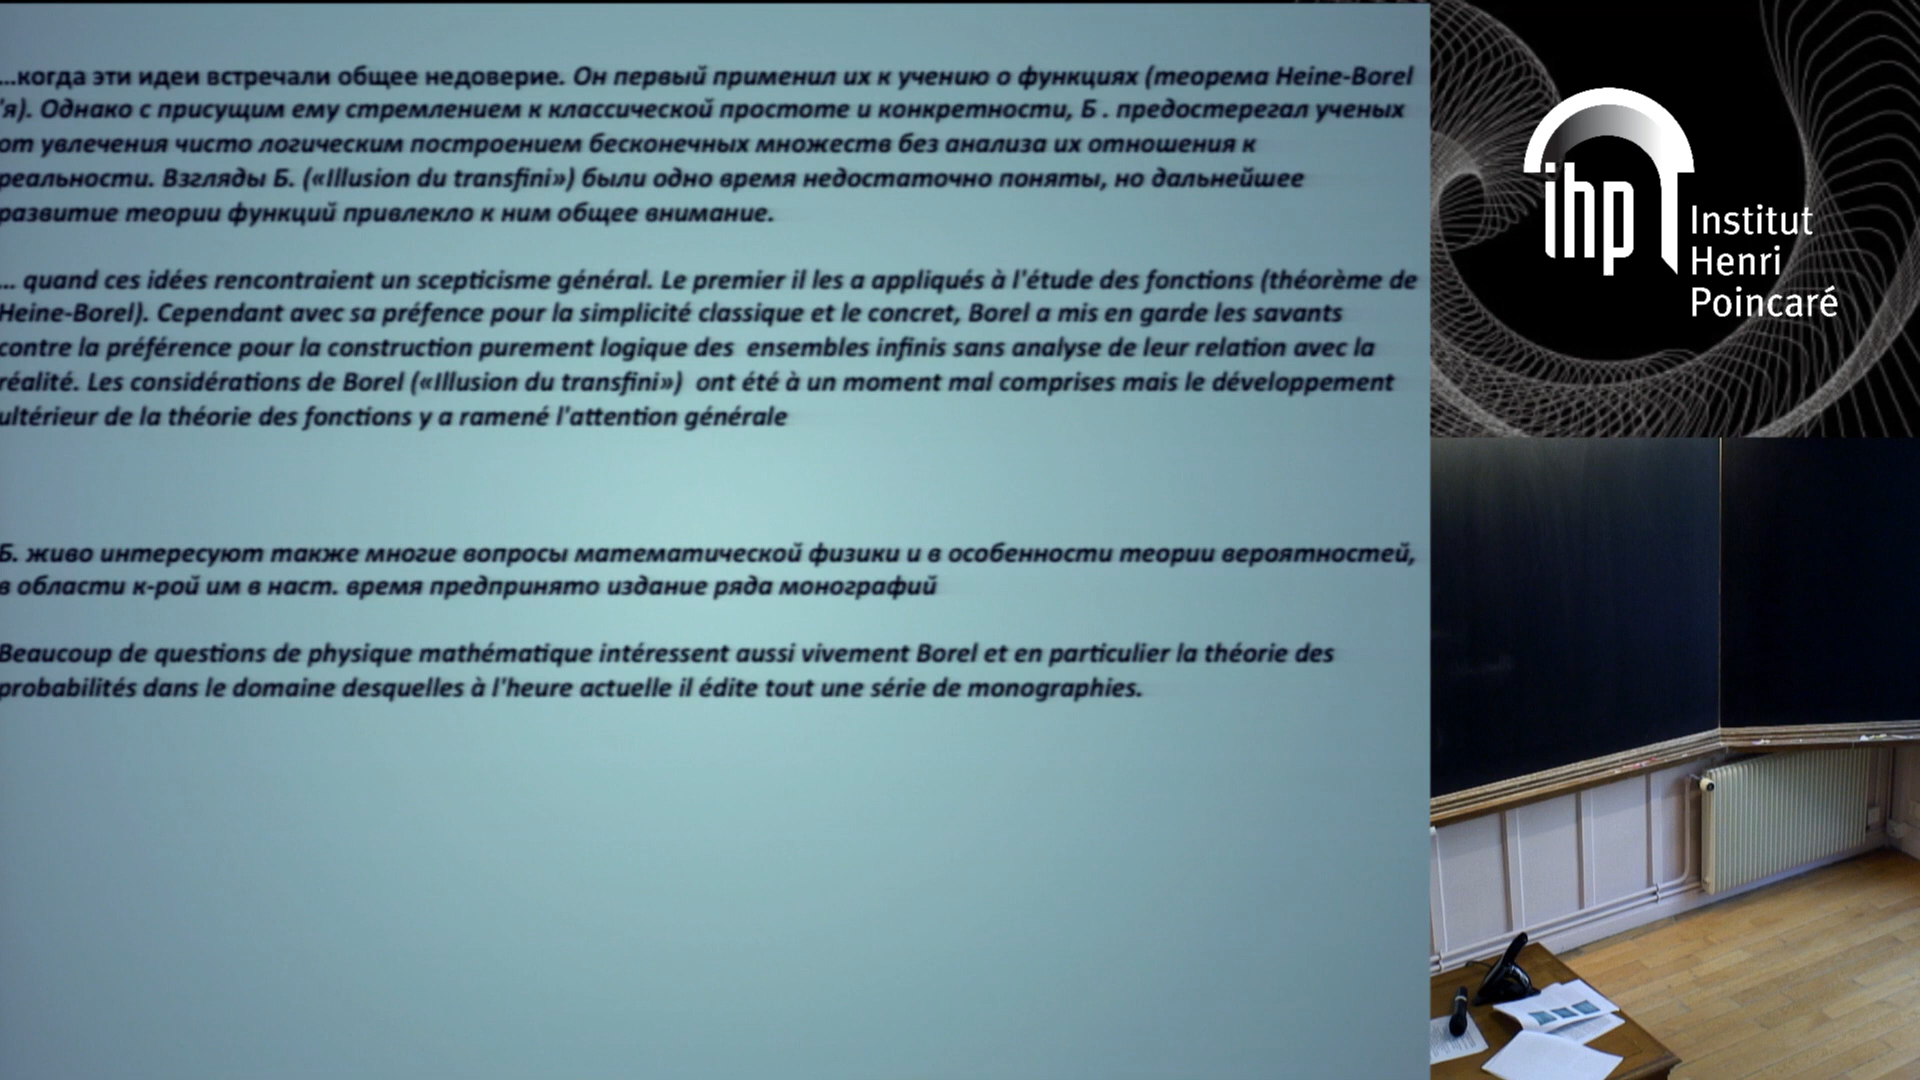 ...когда эти идеи встречали общее недоверие. Он первый применил их к учению о функциях (теорема Heine-Borel
'я). Однако с присущим ему стремлением к классической простоте и конкретности, Б . предостерегал ученых
от увлечения чисто логическим построением бесконечных множеств без анализа их отношения к
реальности. Взгляды Б. («Illusion du transfini») были одно время недостаточно поняты, но дальнейшее
развитие теории функций привлекло к ним общее внимание.
... quand ces idées rencontraient un scepticisme général. Le premier il les a appliqués à l'étude des fonctions (théorème de
Heine-Borel). Cependant avec sa préfence pour la simplicité classique et le concret, Borel a mis en garde les savants
contre la préférence pour la construction purement logique des ensembles infinis sans analyse de leur relation avec la
réalité. Les considérations de Borel («Illusion du transfini») ont été à un moment mal comprises mais le développement
ultérieur de la théorie des fonctions y a ramené l'attention générale
Б. живо интересуют также многие вопросы математической физики и в особенности теории вероятностей,
в области к-рой им в наст. время предпринято издание ряда монографий
Beaucoup de questions de physique mathématique intéressent aussi vivement Borel et en particulier la théorie des
probabilités dans le domaine desquelles à l'heure actuelle il édite tout une série de monographies.
ihp
Institut
Henri
Poincaré